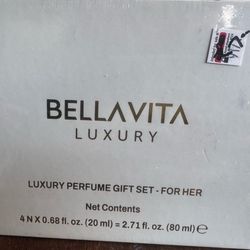 BELLAVITA
LUXURY
LUXURY PERFUME GIFT SET - FOR HER
Net Contents
4 N X 0.68 fl. oz. (20 ml) = 2.71 fl. oz. (80 ml) ℮